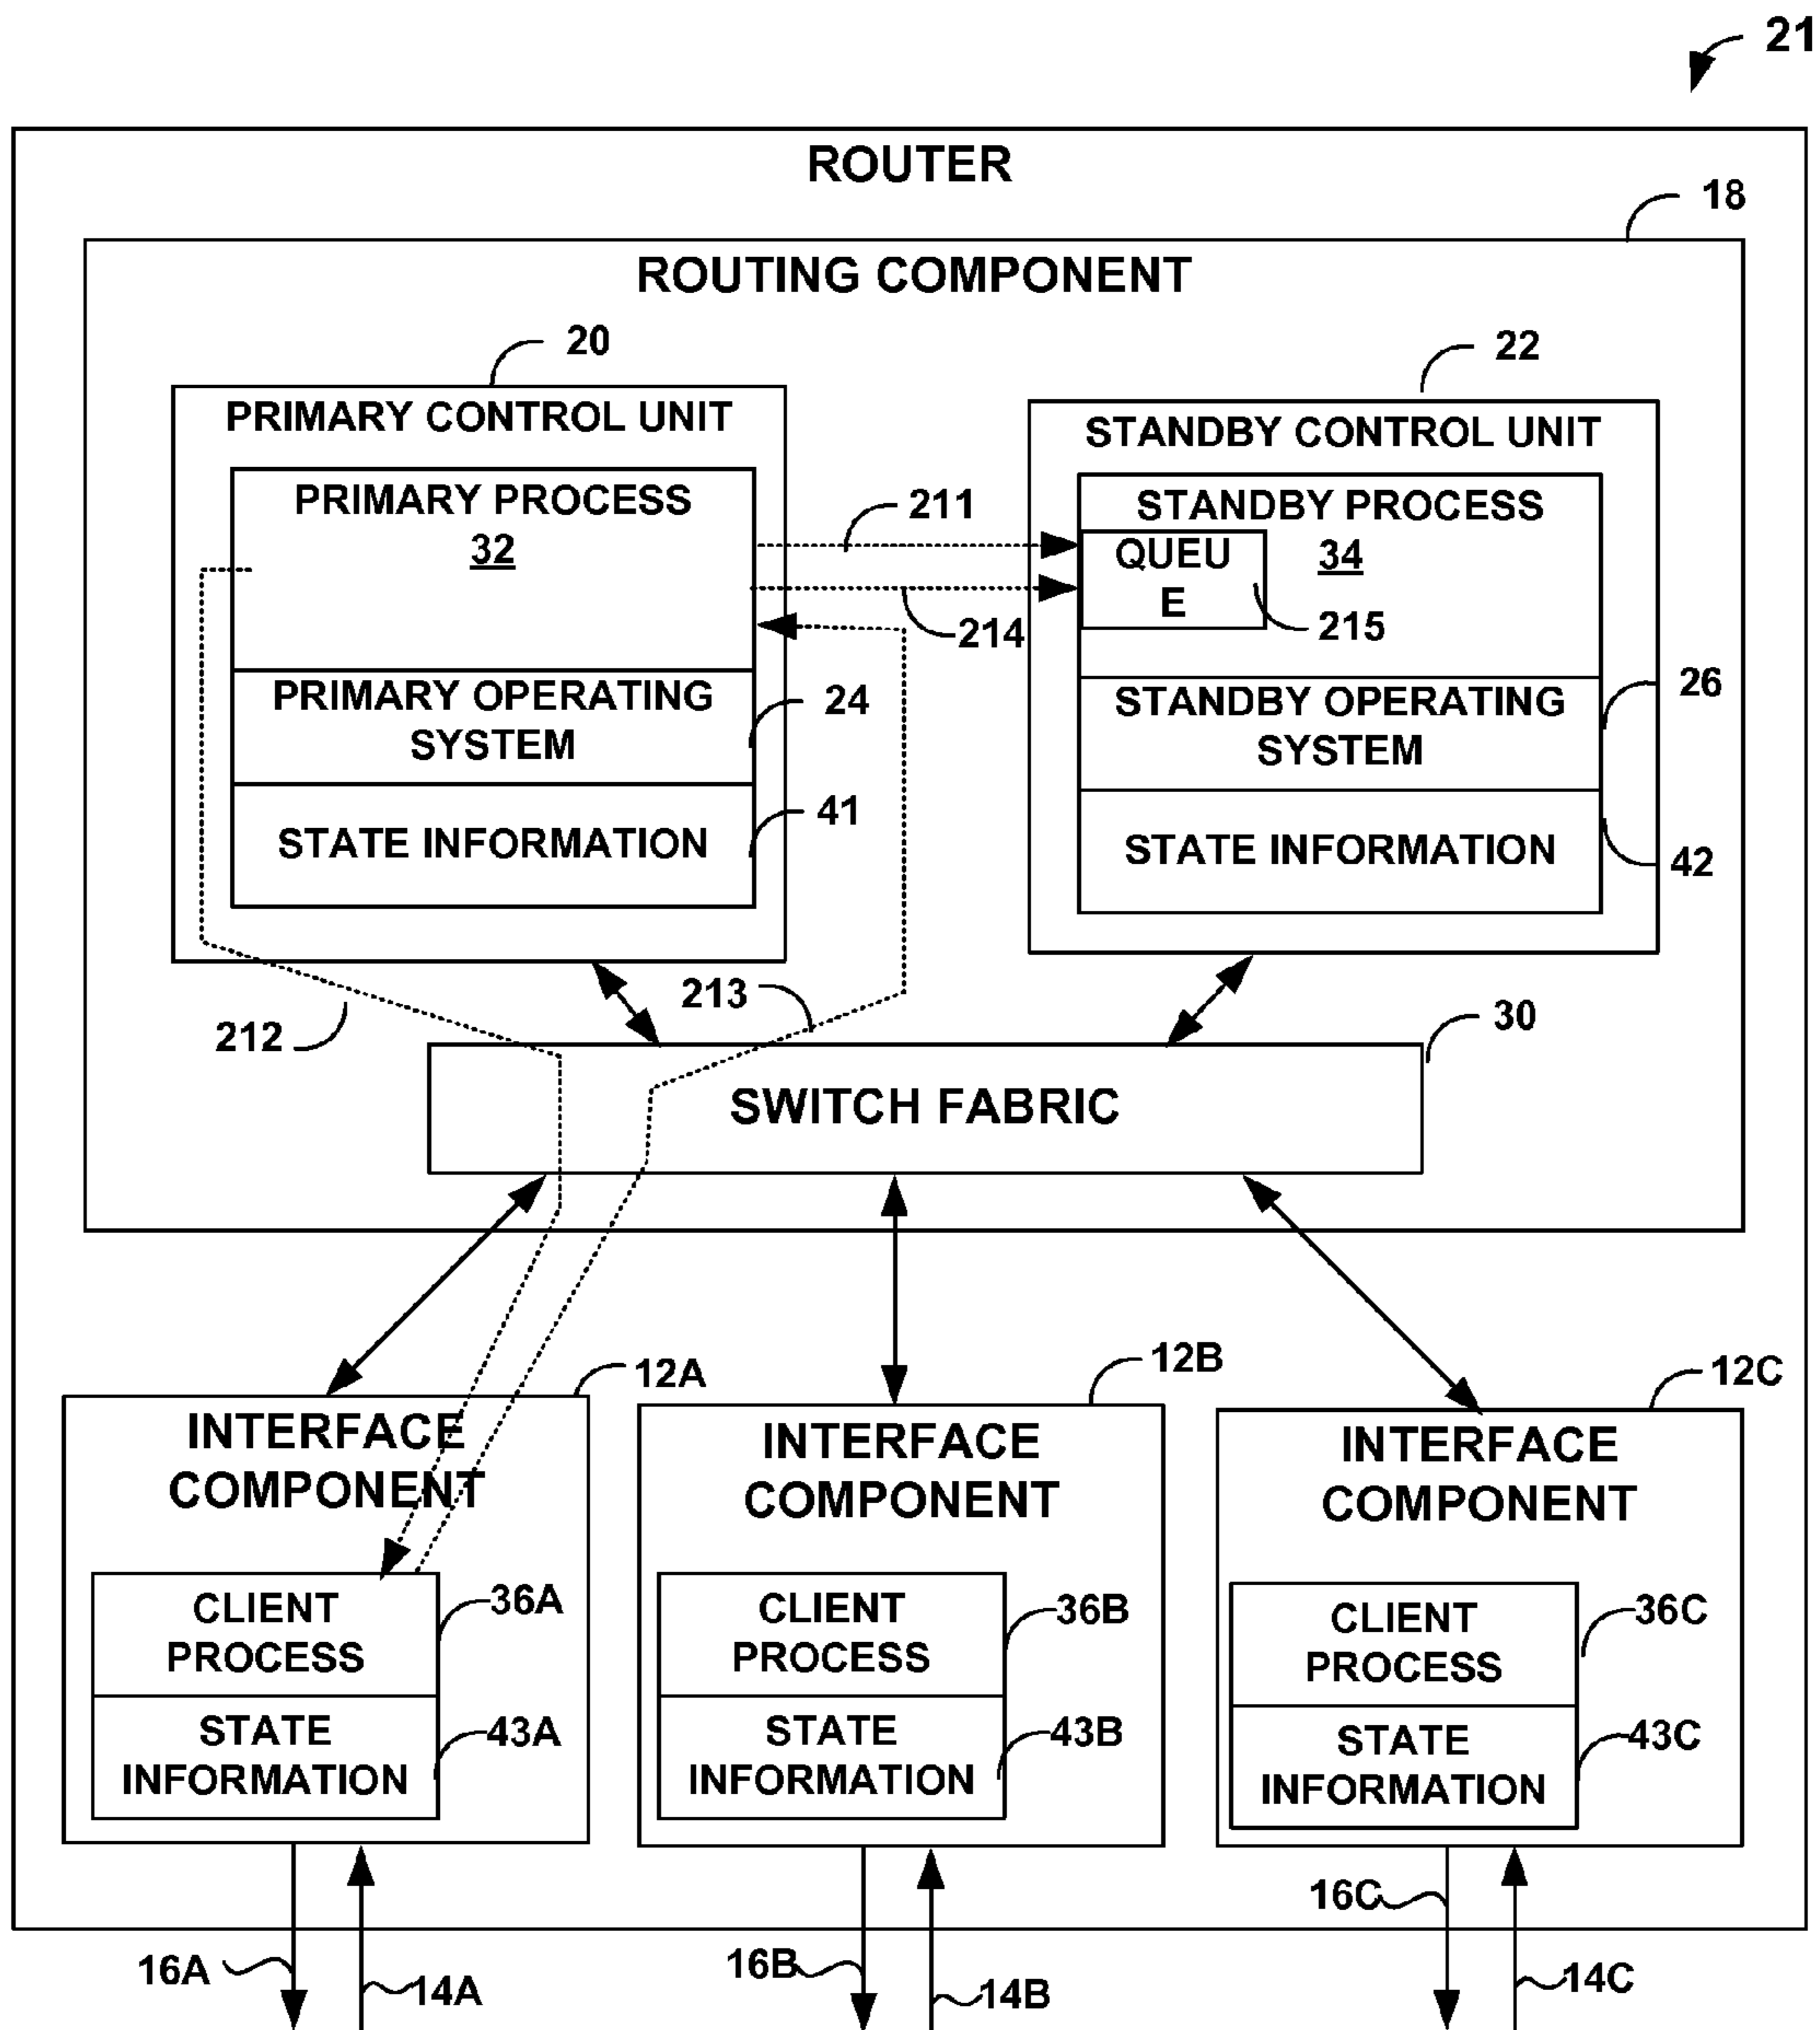 21
ROUTER
18
ROUTING COMPONENT
20
22
PRIMARY CONTROL UNIT
STANDBY CONTROL UNIT
PRIMARY PROCESS
32
211
STANDBY PROCESS
34
QUEU
E
214
215
PRIMARY OPERATING
SYSTEM
24
STANDBY OPERATING
SYSTEM
26
STATE INFORMATION
41
STATE INFORMATION
42
212
213
30
SWITCH FABRIC
12A
12B
12C
INTERFACE
COMPONENT
INTERFACE
COMPONENT
INTERFACE
COMPONENT
CLIENT
PROCESS
36A
CLIENT
PROCESS
36B
CLIENT
PROCESS
36C
STATE
INFORMATION
43A
STATE
INFORMATION
43B
STATE
INFORMATION
43C
16A
14A
16B
14B
16C
14C